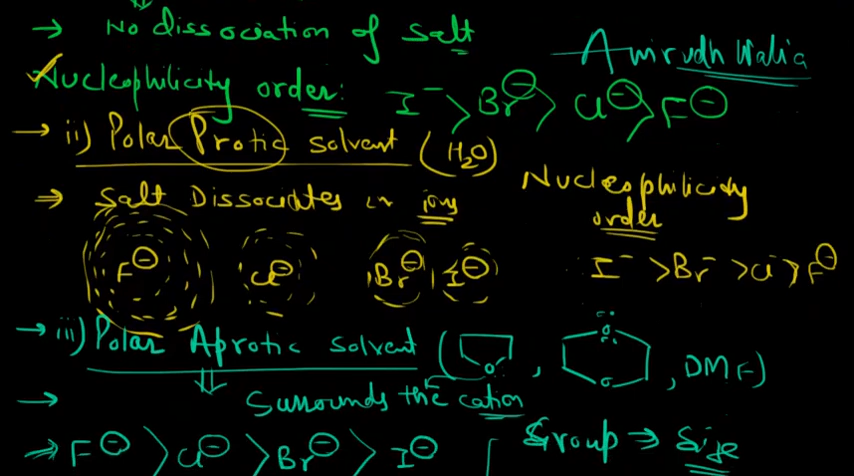 → No dissociation of salt
Anirudh Walia
✓Nucleophilicity order: I⁻ > Br⊖ > Cl⊖ > F⊖
→ ii) Polar Protic solvent (H₂O)
⇒ Salt Dissociates in ions
Nucleophilicity
order
F⊖ Cl⊖ Br⊖ I⊖
I⁻ > Br⁻ > Cl > F⊖
→ iii) Polar Aprotic solvent (O, O O, DMF)
→ Surrounds the cation
⇒ F⊖ > Cl⊖ > Br⊖ > I⊖
Group ⇒ Size